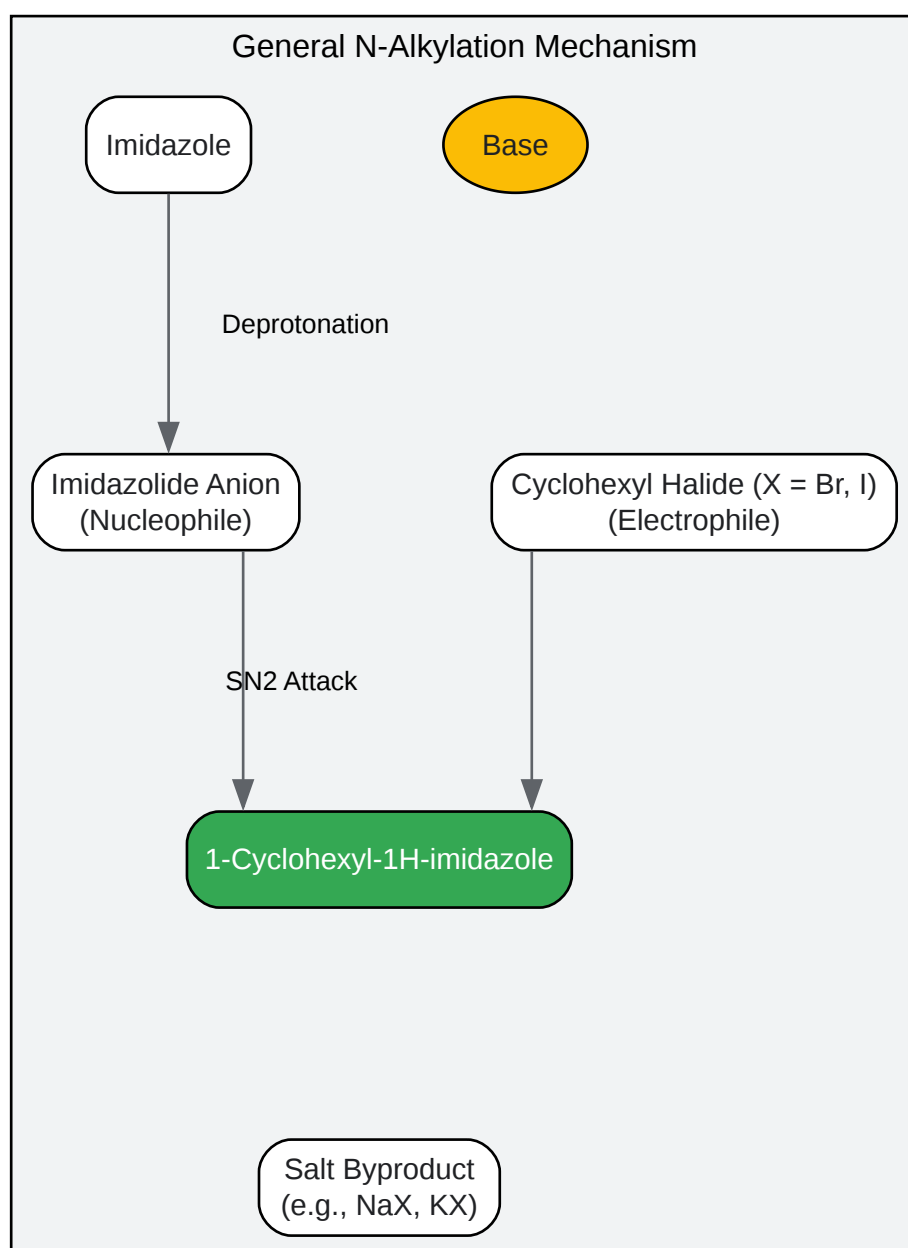 General N-Alkylation Mechanism
Imidazole
Base
Deprotonation
Imidazolide Anion
(Nucleophile)
Cyclohexyl Halide (X = Br, I)
(Electrophile)
SN2 Attack
1-Cyclohexyl-1H-imidazole
Salt Byproduct
(e.g., NaX, KX)